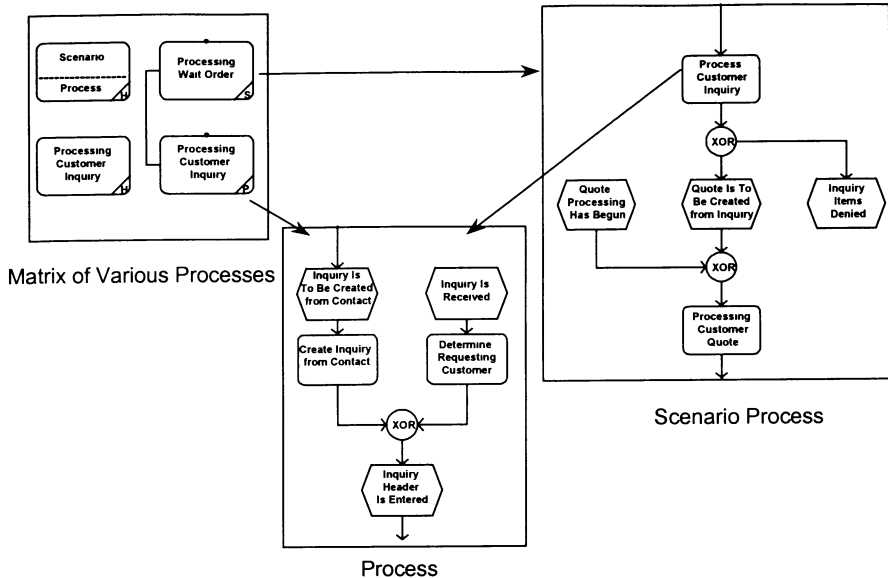 Scenario
Process
H
Processing
Wait Order
S
Processing
Customer
Inquiry
H
Processing
Customer
Inquiry
P
Matrix of Various Processes
Process
Customer
Inquiry
XOR
Quote
Processing
Has Begun
Quote Is To
Be Created
from Inquiry
Inquiry
Items
Denied
XOR
Processing
Customer
Quote
Scenario Process
Inquiry Is
To Be Created
from Contact
Inquiry Is
Received
Create Inquiry
from Contact
Determine
Requesting
Customer
XOR
Inquiry
Header
Is Entered
Process